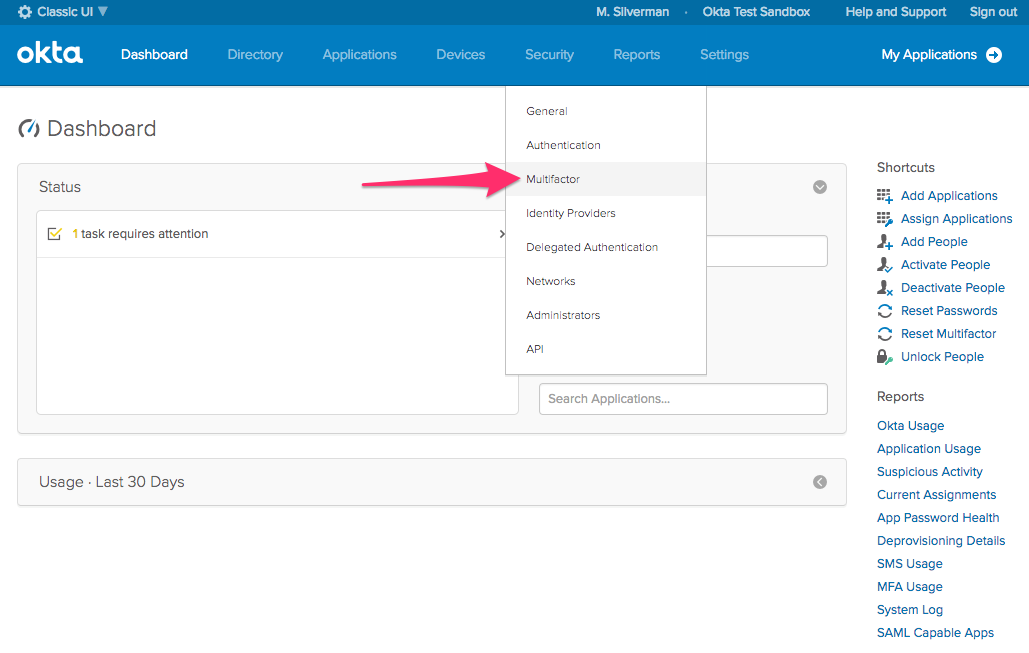 Classic UI ▼
M. Silverman · Okta Test Sandbox Help and Support Sign out
okta Dashboard Directory Applications Devices Security Reports Settings My Applications
General
Authentication
Multifactor
Identity Providers
Delegated Authentication
Networks
Administrators
API
Dashboard
Status
1 task requires attention
Search Applications...
Usage · Last 30 Days
Shortcuts
Add Applications
Assign Applications
Add People
Activate People
Deactivate People
Reset Passwords
Reset Multifactor
Unlock People
Reports
Okta Usage
Application Usage
Suspicious Activity
Current Assignments
App Password Health
Deprovisioning Details
SMS Usage
MFA Usage
System Log
SAML Capable Apps